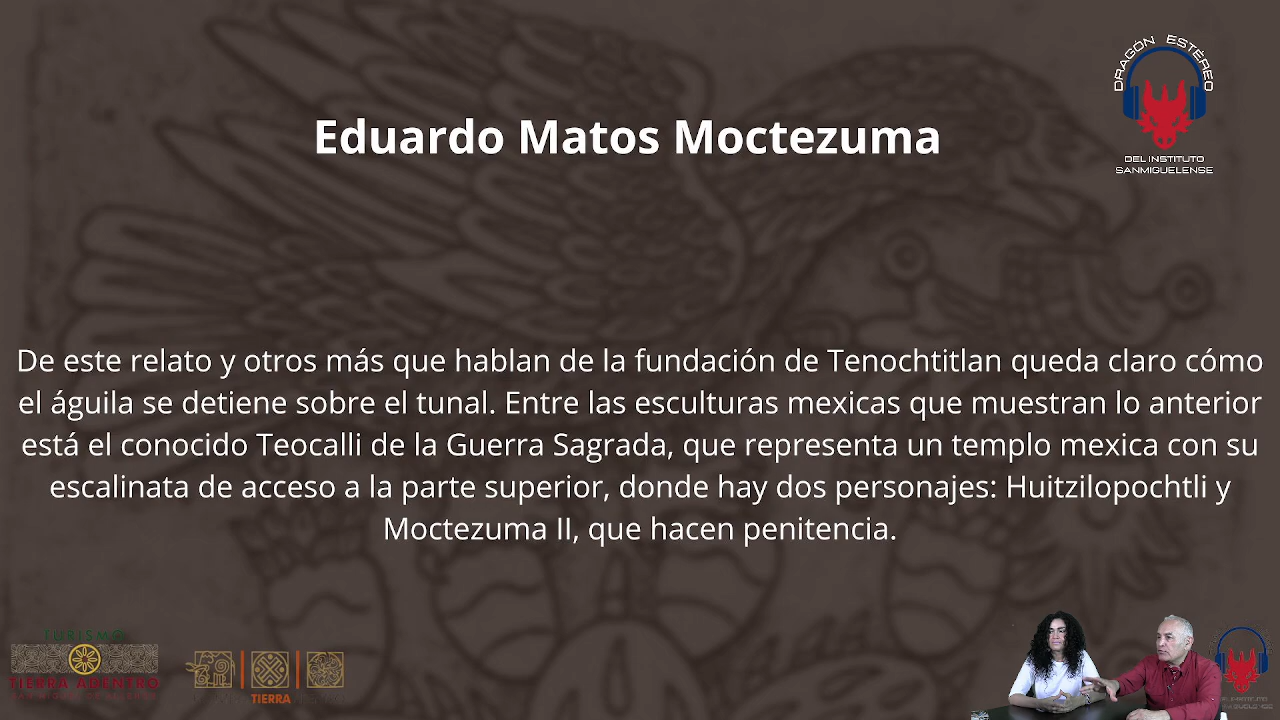 DRAGÓN ESTÉREO
DEL INSTITUTO
SANMIGUELENSE
Eduardo Matos Moctezuma
De este relato y otros más que hablan de la fundación de Tenochtitlan queda claro cómo
el águila se detiene sobre el tunal. Entre las esculturas mexicas que muestran lo anterior
está el conocido Teocalli de la Guerra Sagrada, que representa un templo mexica con su
escalinata de acceso a la parte superior, donde hay dos personajes: Huitzilopochtli y
Moctezuma II, que hacen penitencia.
TURISMO
TIERRA ADENTRO
TIERRA